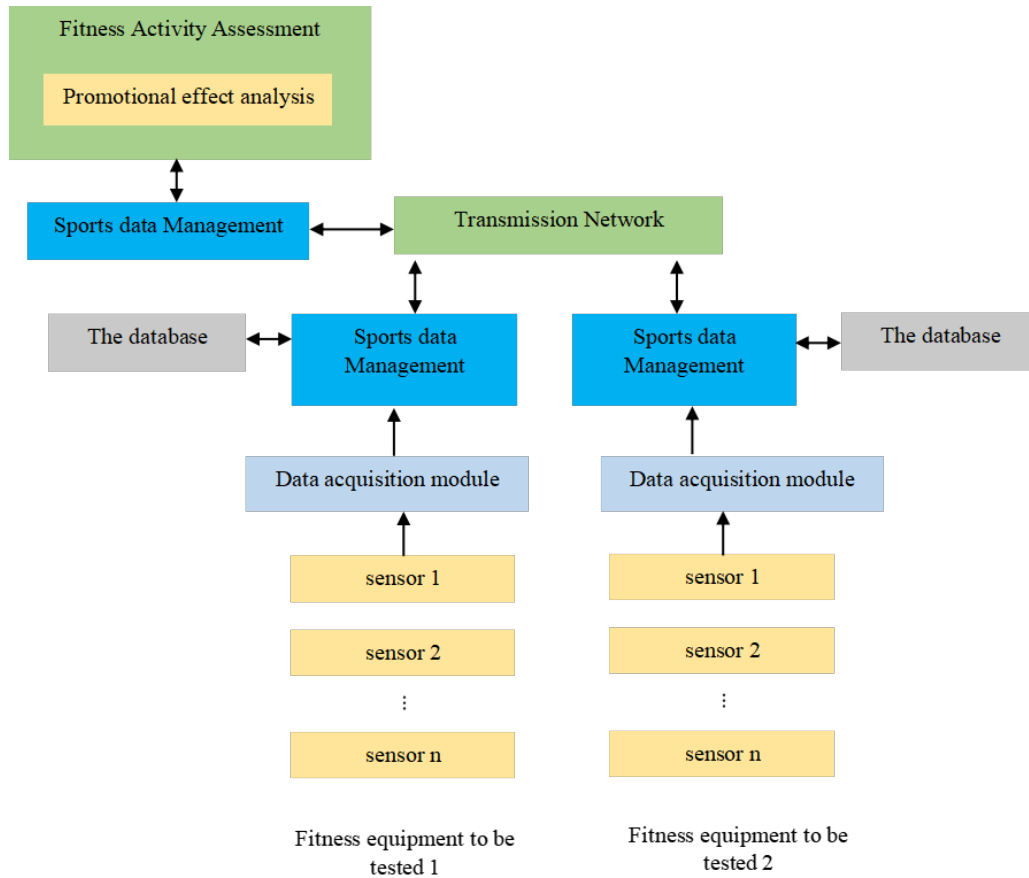 Fitness Activity Assessment
Promotional effect analysis
Sports data Management
Transmission Network
The database
Sports data
Management
Sports data
Management
The database
Data acquisition module
Data acquisition module
sensor 1
sensor 1
sensor 2
sensor 2
⋮
⋮
sensor n
sensor n
Fitness equipment to be
tested 1
Fitness equipment to be
tested 2